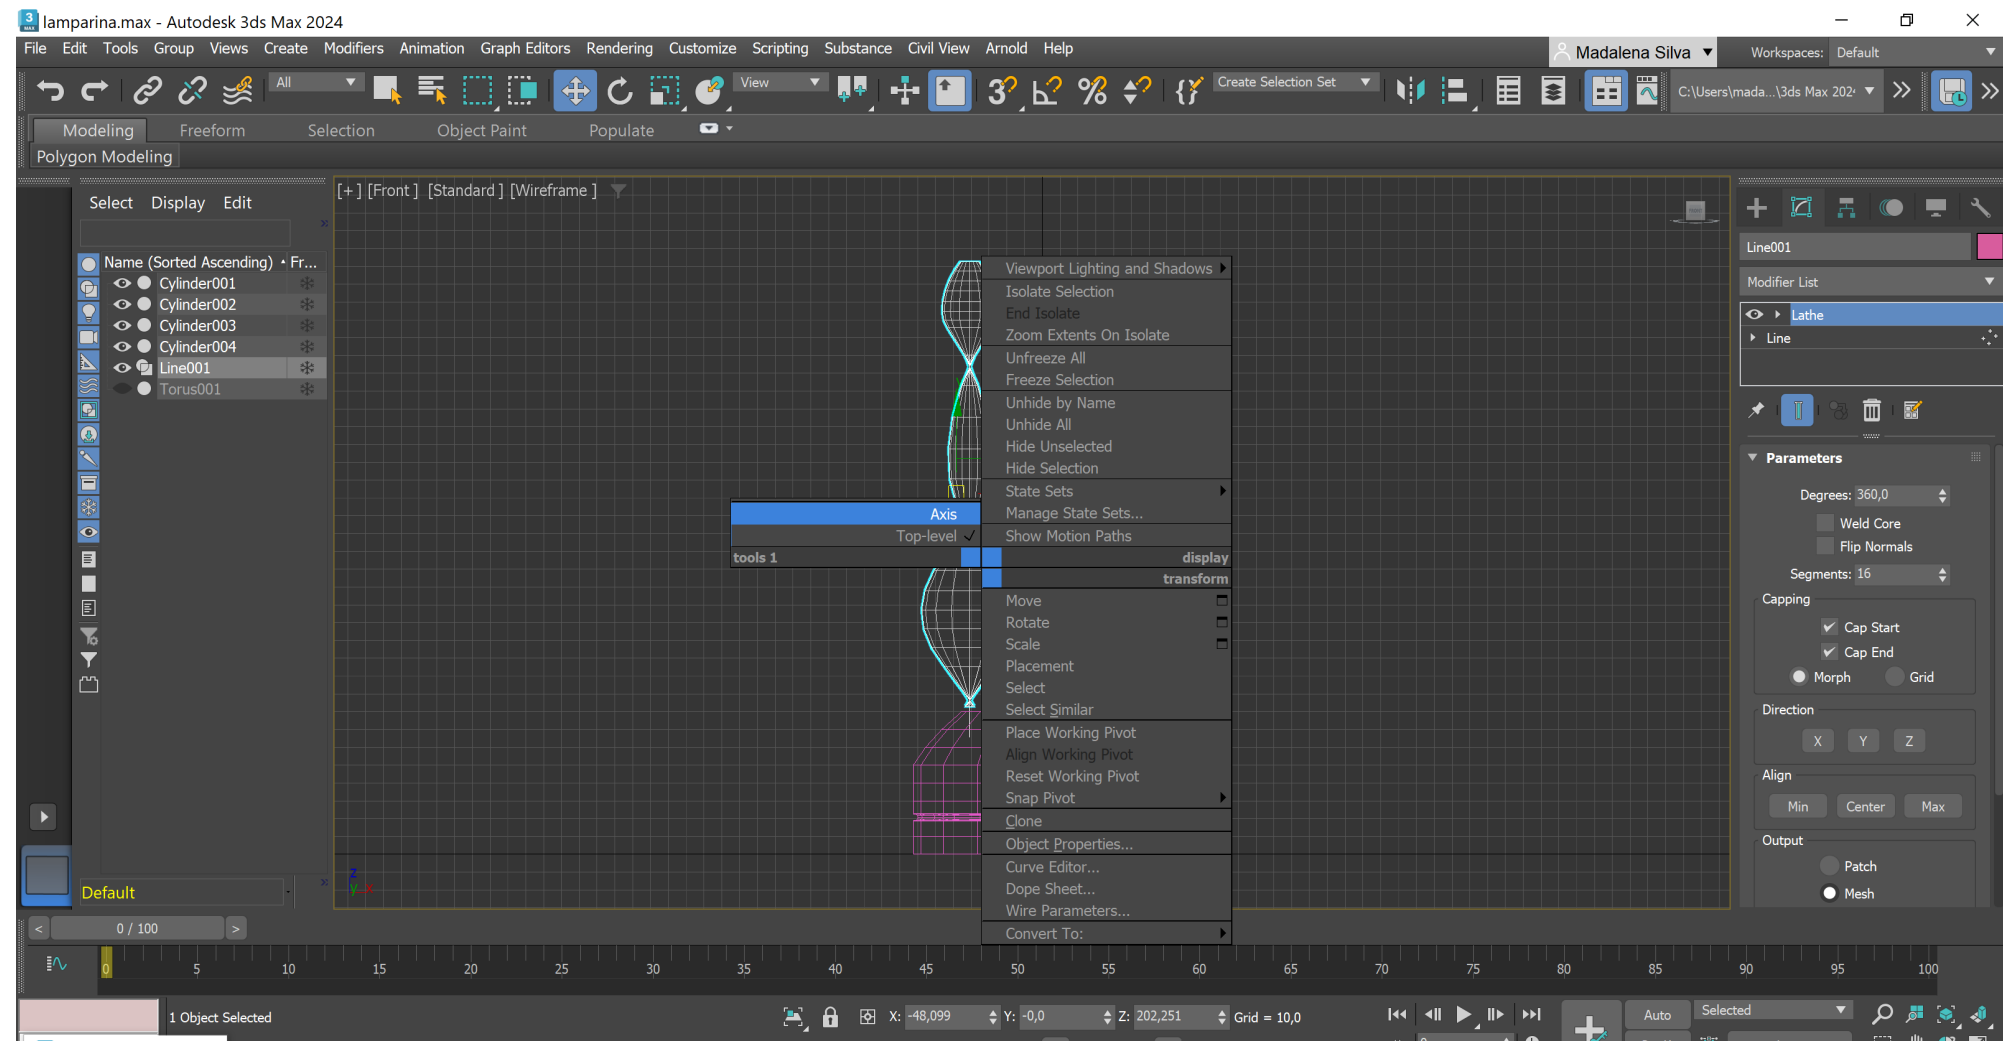 lamparina.max - Autodesk 3ds Max 2024
File Edit Tools Group Views Create Modifiers Animation Graph Editors Rendering Customize Scripting Substance Civil View Arnold Help
Madalena Silva
Workspaces: Default
All
View
Create Selection Set
C:\Users\mada...\3ds Max 202
Modeling Freeform Selection Object Paint Populate
Polygon Modeling
[+] [Front] [Standard] [Wireframe]
Select Display Edit
Name (Sorted Ascending) Fr...
Cylinder001
Cylinder002
Cylinder003
Cylinder004
Line001
Torus001
Default
Viewport Lighting and Shadows
Isolate Selection
End Isolate
Zoom Extents On Isolate
Unfreeze All
Freeze Selection
Unhide by Name
Unhide All
Hide Unselected
Hide Selection
State Sets
Manage State Sets...
Show Motion Paths
display
Axis
Top-level
tools 1
transform
Move
Rotate
Scale
Placement
Select
Select Similar
Place Working Pivot
Align Working Pivot
Reset Working Pivot
Snap Pivot
Clone
Object Properties...
Curve Editor...
Dope Sheet...
Wire Parameters...
Convert To:
z
y x
Line001
Modifier List
Lathe
Line
Parameters
Degrees: 360,0
Weld Core
Flip Normals
Segments: 16
Capping
Cap Start
Cap End
Morph Grid
Direction
X Y Z
Align
Min Center Max
Output
Patch
Mesh
< 0 / 100 >
0 5 10 15 20 25 30 35 40 45 50 55 60 65 70 75 80 85 90 95 100
1 Object Selected
X: -48,099 Y: -0,0 Z: 202,251 Grid = 10,0
Auto
Selected